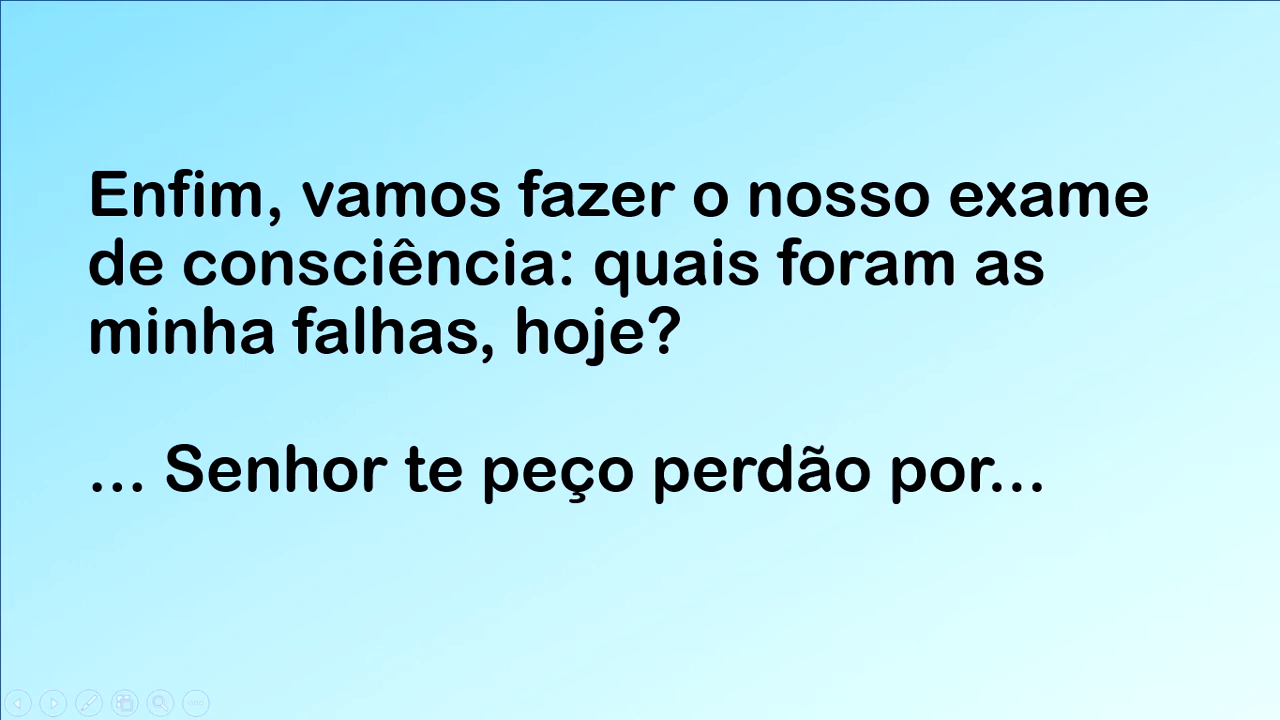 Enfim, vamos fazer o nosso exame
de consciência: quais foram as
minha falhas, hoje?
... Senhor te peço perdão por...